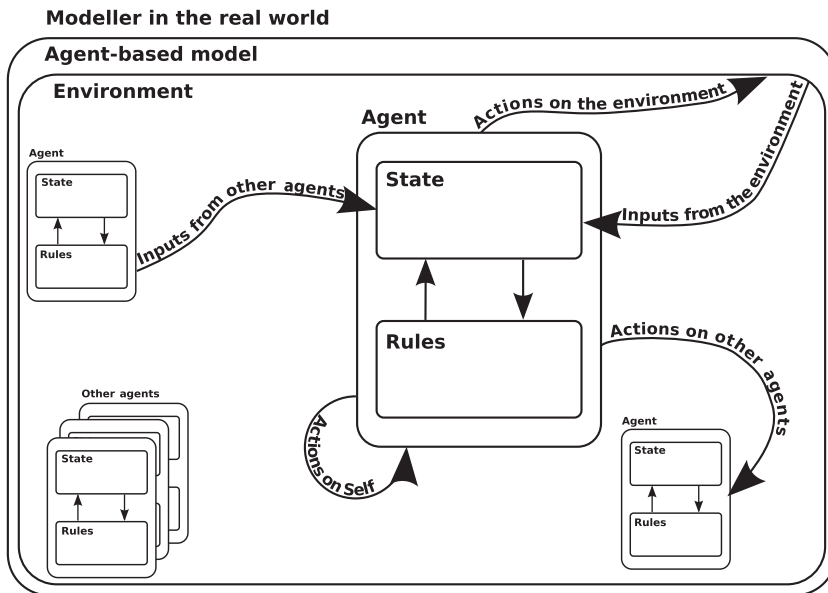 Modeller in the real world
Agent-based model
Environment
Actions on the environment
Inputs from the environment
Agent
State
Rules
Inputs from other agents
Agent
State
Rules
Actions on Self
Actions on other agents
Other agents
State
Rules
Agent
State
Rules